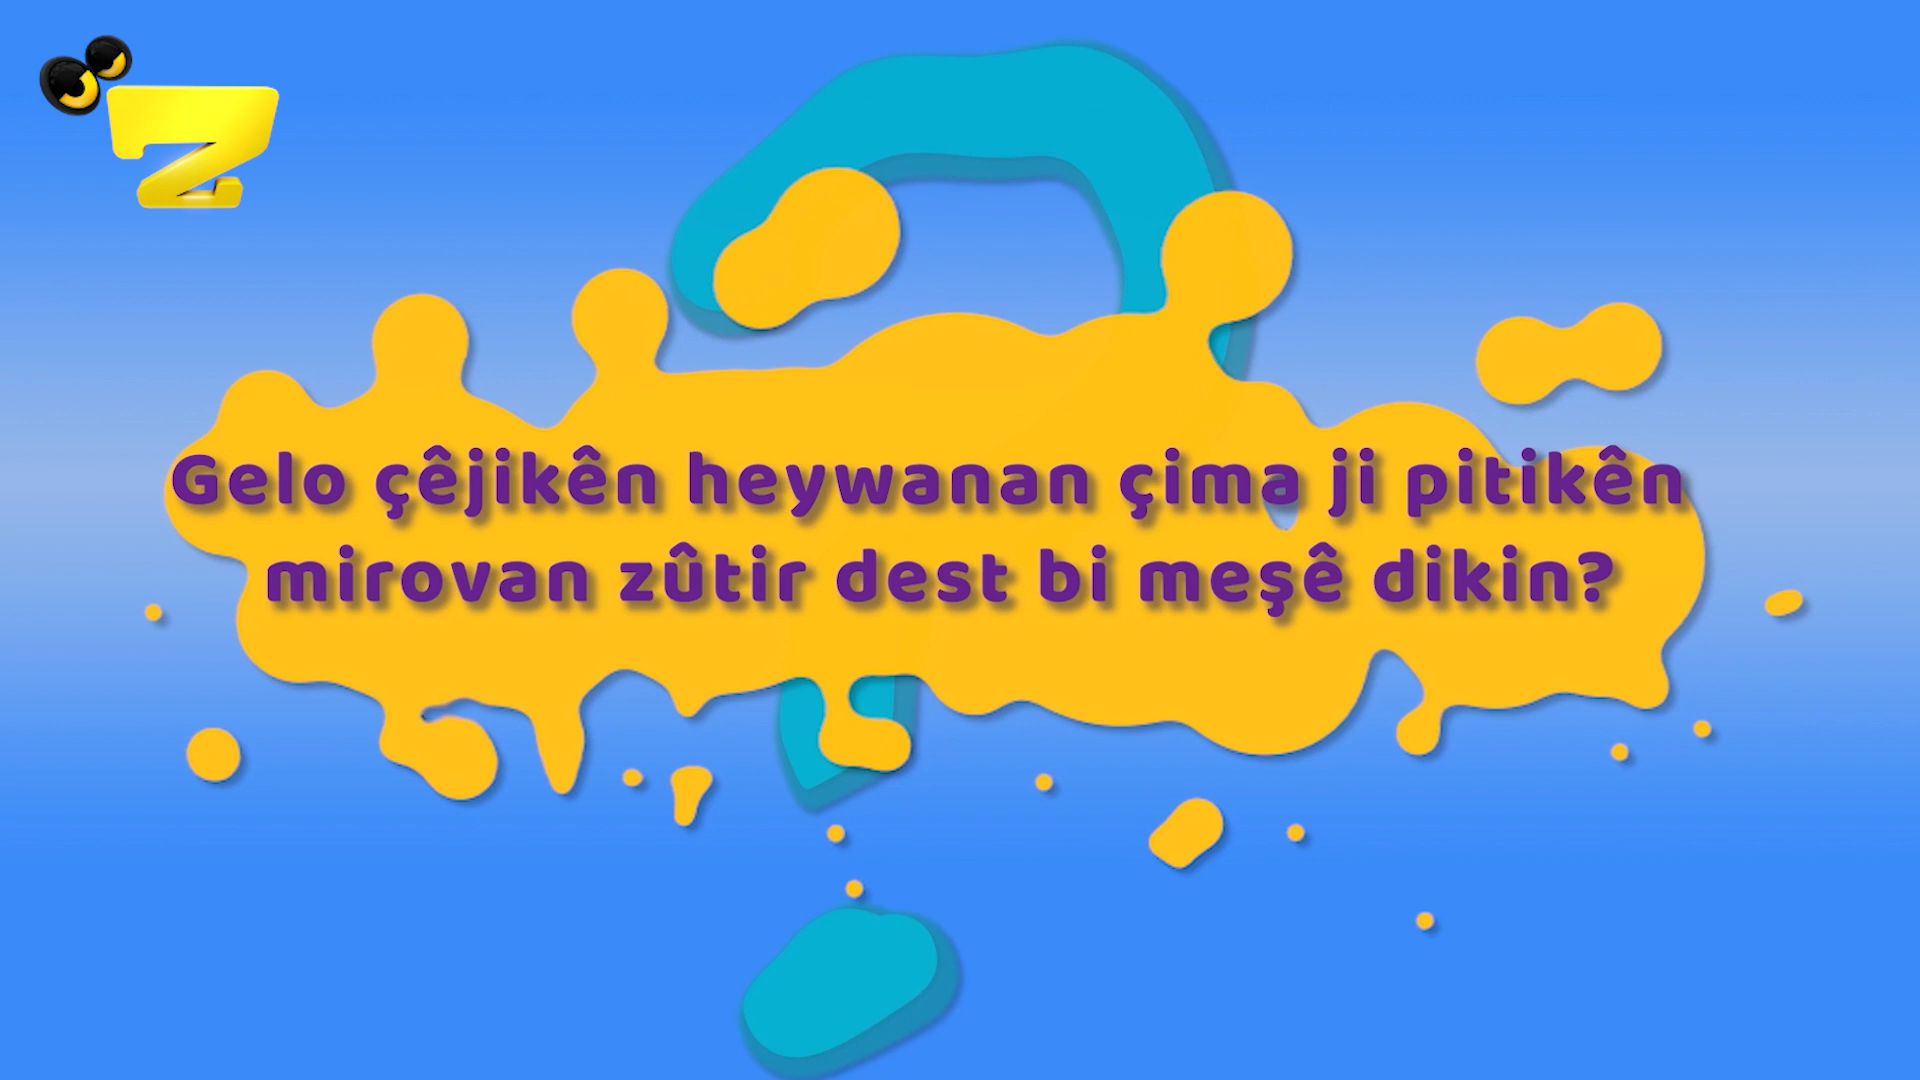 Z
Gelo çêjikên heywanan çima ji pitikên
mirovan zûtir dest bi meşê dikin?